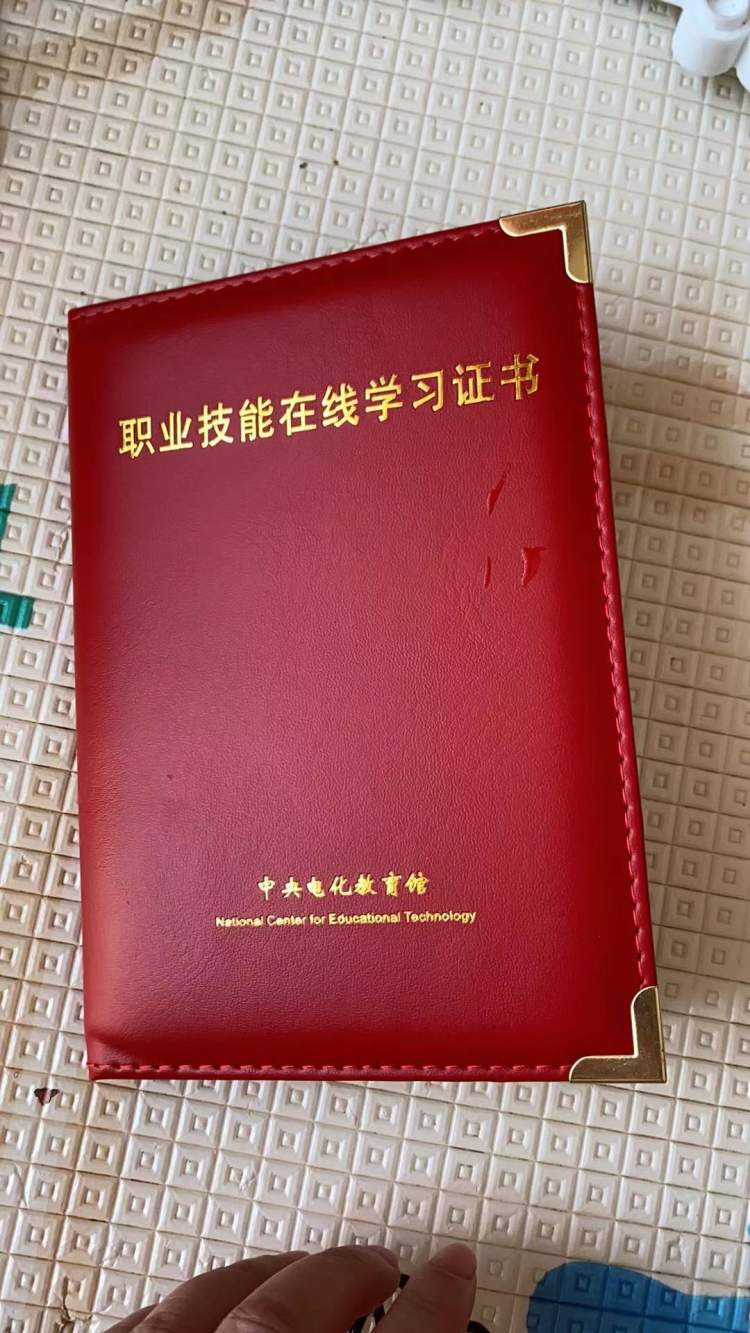 职业技能在线学习证书
中央电化教育馆
National Center for Educational Technology